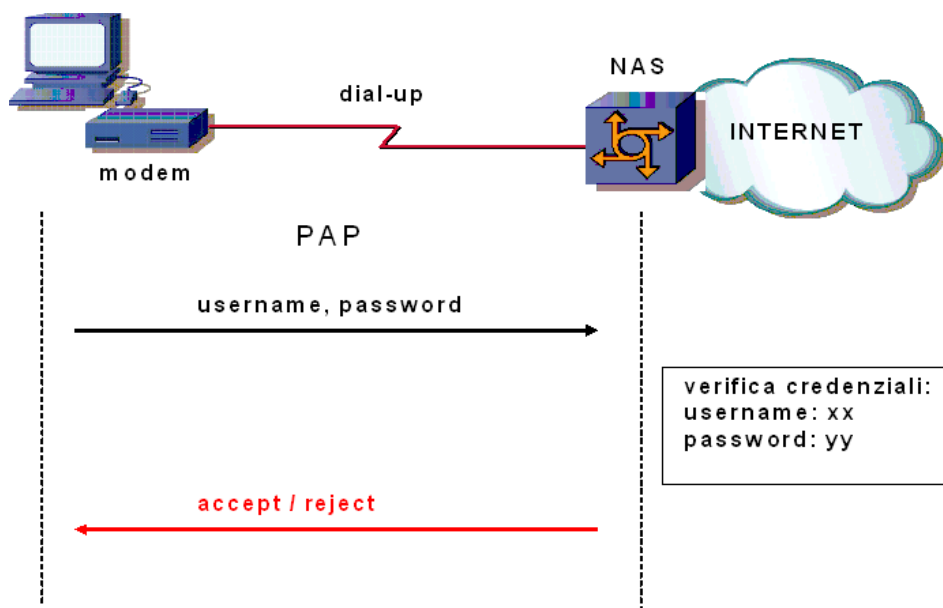 NAS
dial-up
INTERNET
modem
PAP
username, password
verifica credenziali:
username: xx
password: yy
accept / reject